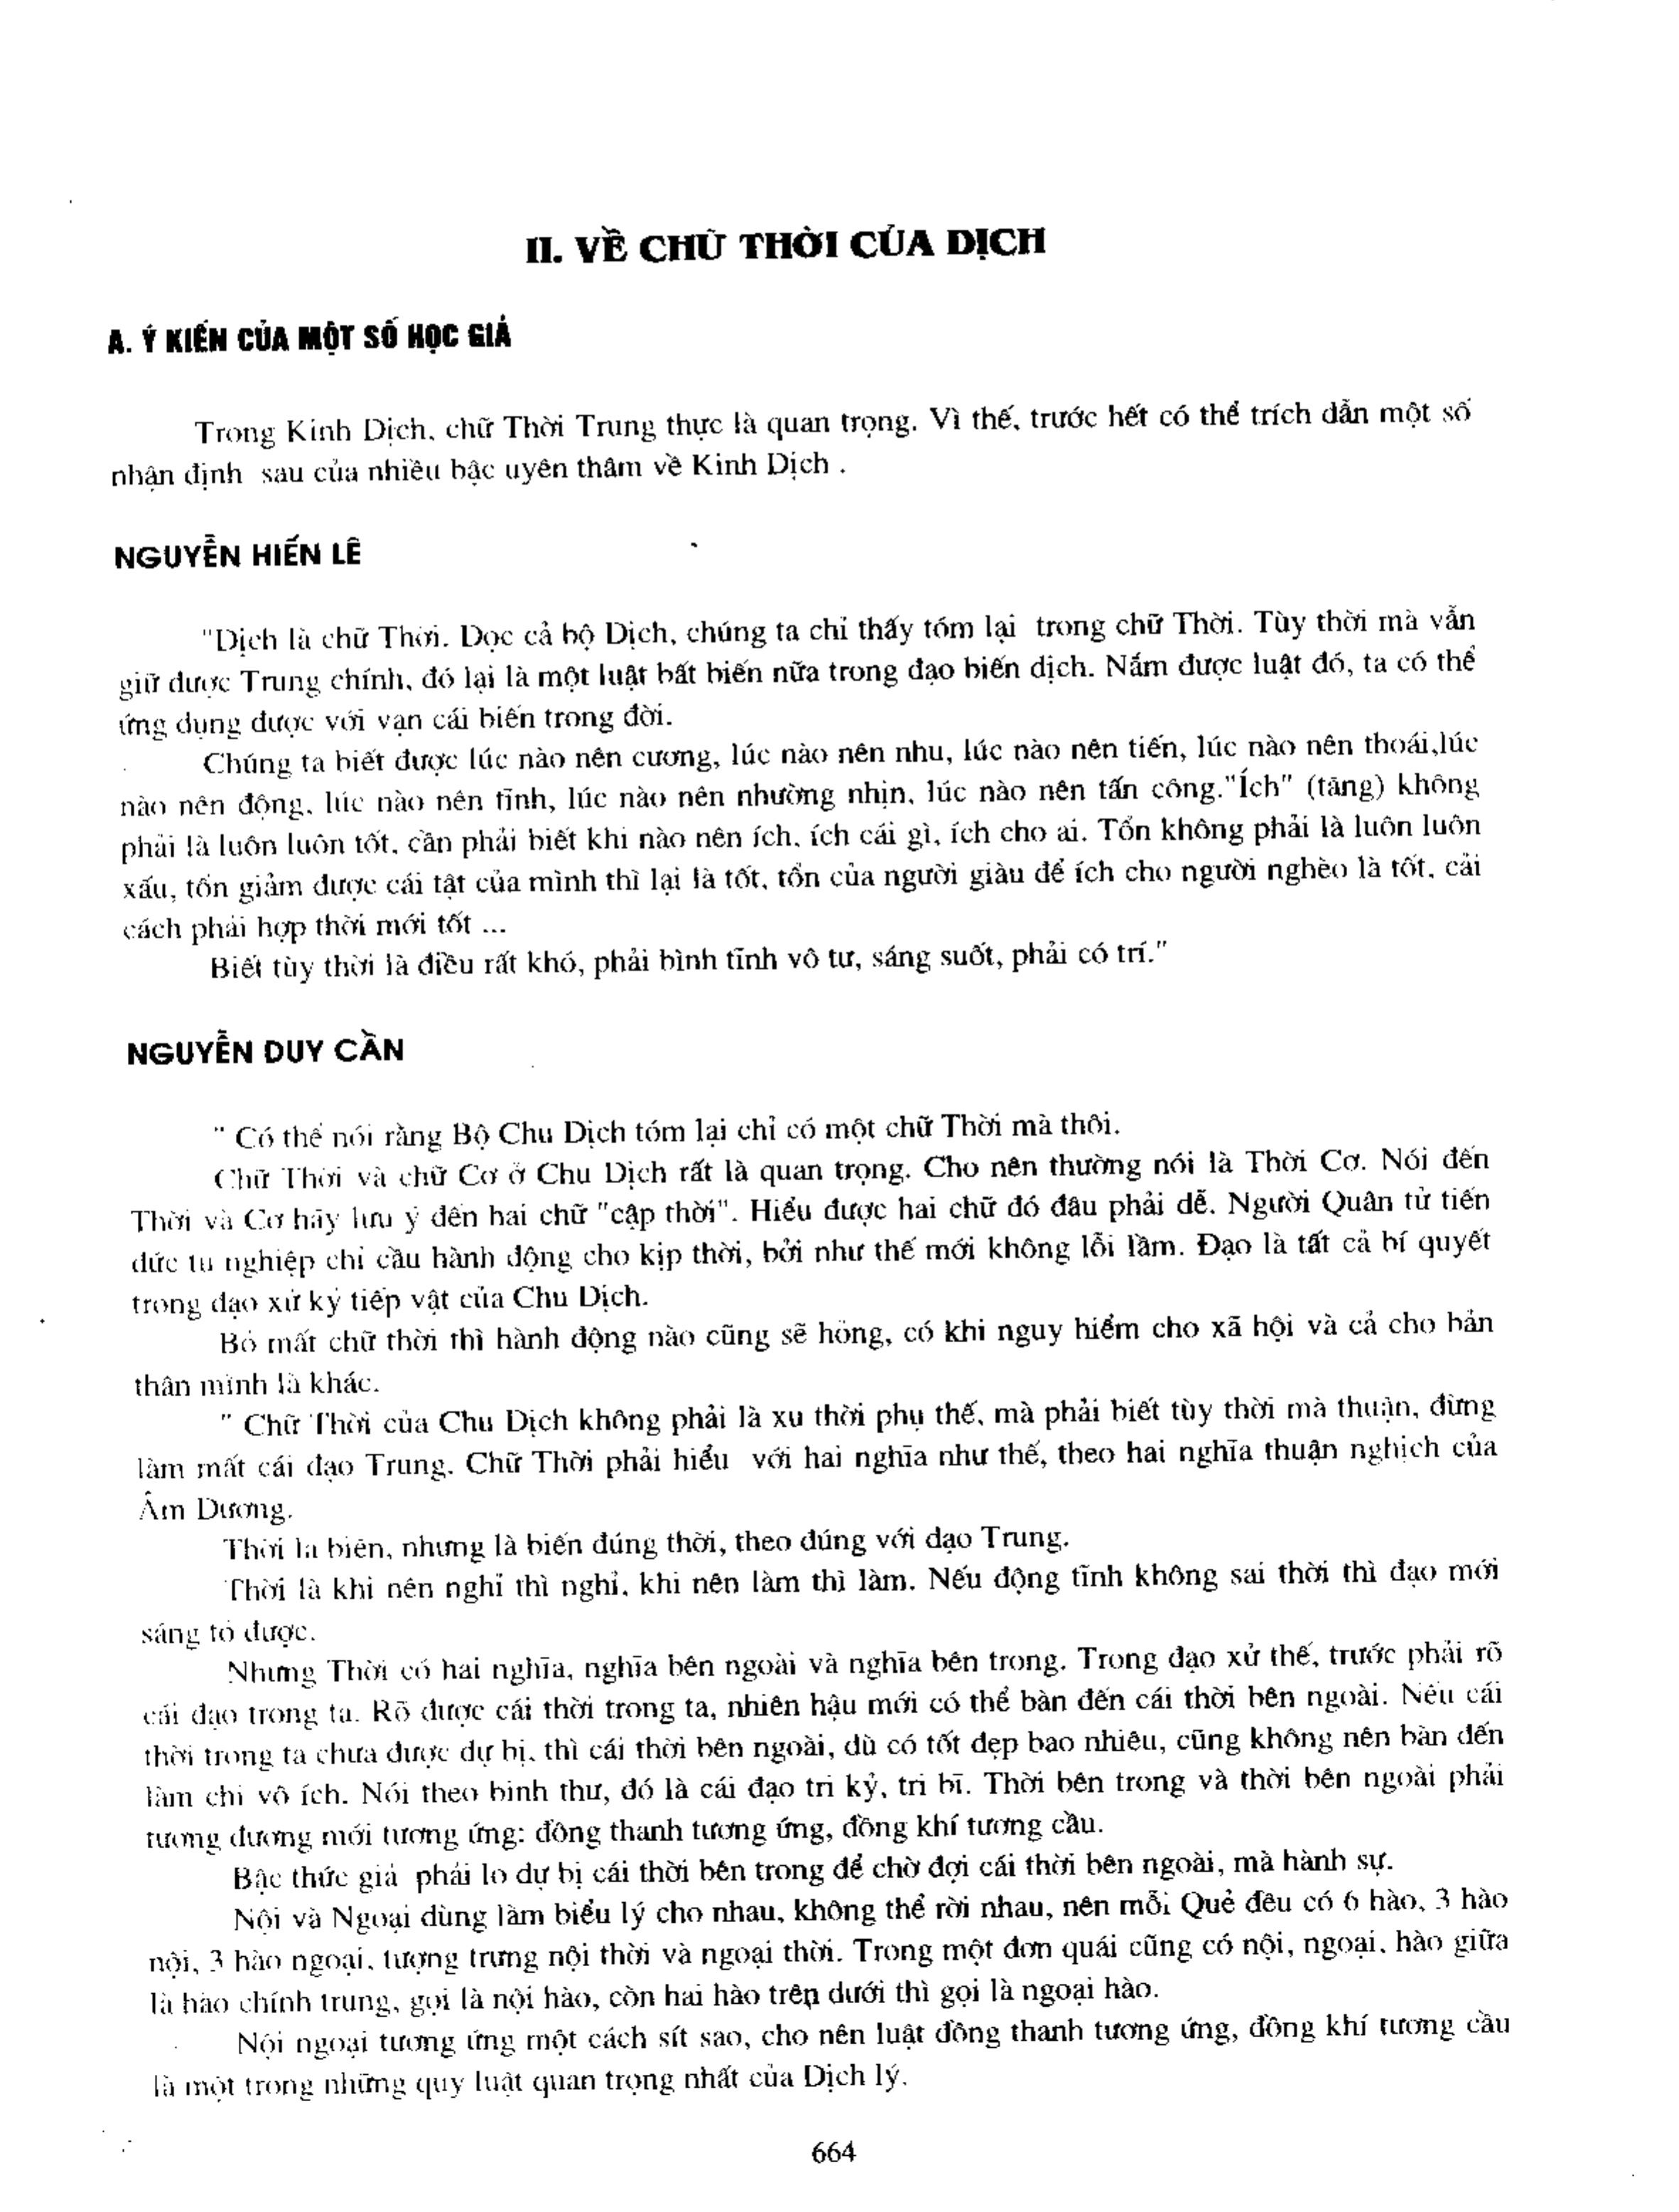 II. VỀ CHỮ THỜI CỦA DỊCH
A. Ý KIẾN CỦA MỘT SỐ HỌC GIẢ
Trong Kinh Dịch, chữ Thời Trung thực là quan trọng. Vì thế, trước hết có thể trích dẫn một số
nhận định sau của nhiều bậc uyên thâm về Kinh Dịch .
NGUYỄN HIẾN LÊ
"Dịch là chữ Thời. Dọc cả bộ Dịch, chúng ta chỉ thấy tóm lại trong chữ Thời. Tùy thời mà vẫn
giữ được Trung chính, đó lại là một luật bất biến nữa trong đạo biến dịch. Nắm được luật đó, ta có thể
ứng dụng được với vạn cái biến trong đời.
Chúng ta biết được lúc nào nên cương, lúc nào nên nhu, lúc nào nên tiến, lúc nào nên thoái,lúc
nào nên động, lúc nào nên tĩnh, lúc nào nên nhường nhịn, lúc nào nên tấn công."Ích" (tăng) không
phải là luôn luôn tốt, cần phải biết khi nào nên ích, ích cái gì, ích cho ai. Tổn không phải là luôn luôn
xấu, tổn giảm được cái tật của mình thì lại là tốt, tổn của người giàu để ích cho người nghèo là tốt, cải
cách phải hợp thời mới tốt ...
Biết tùy thời là điều rất khó, phải bình tĩnh vô tư, sáng suốt, phải có trí."
NGUYỄN DUY CẦN
" Có thể nói rằng Bộ Chu Dịch tóm lại chỉ có một chữ Thời mà thôi.
Chữ Thời và chữ Cơ ở Chu Dịch rất là quan trọng. Cho nên thường nói là Thời Cơ. Nói đến
Thời và Cơ hãy lưu ý đến hai chữ "cập thời". Hiểu được hai chữ đó đâu phải dễ. Người Quân tử tiến
đức tu nghiệp chỉ cầu hành động cho kịp thời, bởi như thế mới không lỗi lầm. Đạo là tất cả bí quyết
trong đạo xử kỷ tiếp vật của Chu Dịch.
Bỏ mất chữ thời thì hành động nào cũng sẽ hỏng, có khi nguy hiểm cho xã hội và cả cho bản
thân mình là khác.
" Chữ Thời của Chu Dịch không phải là xu thời phụ thế, mà phải biết tùy thời mà thuận, đừng
làm mất cái đạo Trung. Chữ Thời phải hiểu với hai nghĩa như thế, theo hai nghĩa thuận nghịch của
Âm Dương.
Thời là biến, nhưng là biến đúng thời, theo đúng với đạo Trung.
Thời là khi nên nghỉ thì nghỉ, khi nên làm thì làm. Nếu động tĩnh không sai thời thì đạo mới
sáng tỏ được.
Nhưng Thời có hai nghĩa, nghĩa bên ngoài và nghĩa bên trong. Trong đạo xử thế, trước phải rõ
cái đạo trong ta. Rõ được cái thời trong ta, nhiên hậu mới có thể bàn đến cái thời bên ngoài. Nếu cái
thời trong ta chưa được dự bị, thì cái thời bên ngoài, dù có tốt đẹp bao nhiêu, cũng không nên bàn đến
làm chi vô ích. Nói theo binh thư, đó là cái đạo tri kỷ, tri bĩ. Thời bên trong và thời bên ngoài phải
tương đương mới tương ứng: đồng thanh tương ứng, đồng khí tương cầu.
Bậc thức giả phải lo dự bị cái thời bên trong để chờ đợi cái thời bên ngoài, mà hành sự.
Nội và Ngoại dùng làm biểu lý cho nhau, không thể rời nhau, nên mỗi Quẻ đều có 6 hào, 3 hào
nội, 3 hào ngoại, tượng trưng nội thời và ngoại thời. Trong một đơn quái cũng có nội, ngoại, hào giữa
là hào chính trung, gọi là nội hào, còn hai hào trên dưới thì gọi là ngoại hào.
Nội ngoại tương ứng một cách sít sao, cho nên luật đồng thanh tương ứng, đồng khí tương cầu
là một trong những quy luật quan trọng nhất của Dịch lý.
664